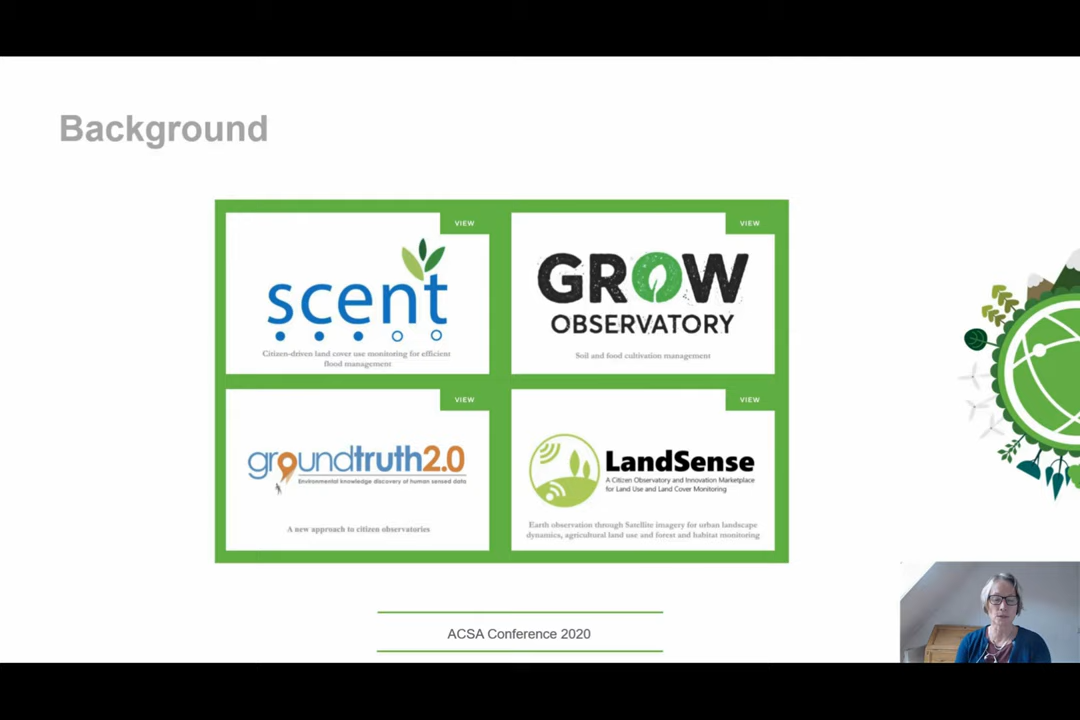 Background
VIEW
scent
Citizen-driven land cover use monitoring for efficient
flood management
VIEW
GROW
OBSERVATORY
Soil and food cultivation management
VIEW
groundtruth2.0
Environmental knowledge discovery of human sensed data
A new approach to citizen observatories
VIEW
LandSense
A Citizen Observatory and Innovation Marketplace
for Land Use and Land Cover Monitoring
Earth observation through Satellite imagery for urban landscape
dynamics, agricultural land use and forest and habitat monitoring
ACSA Conference 2020